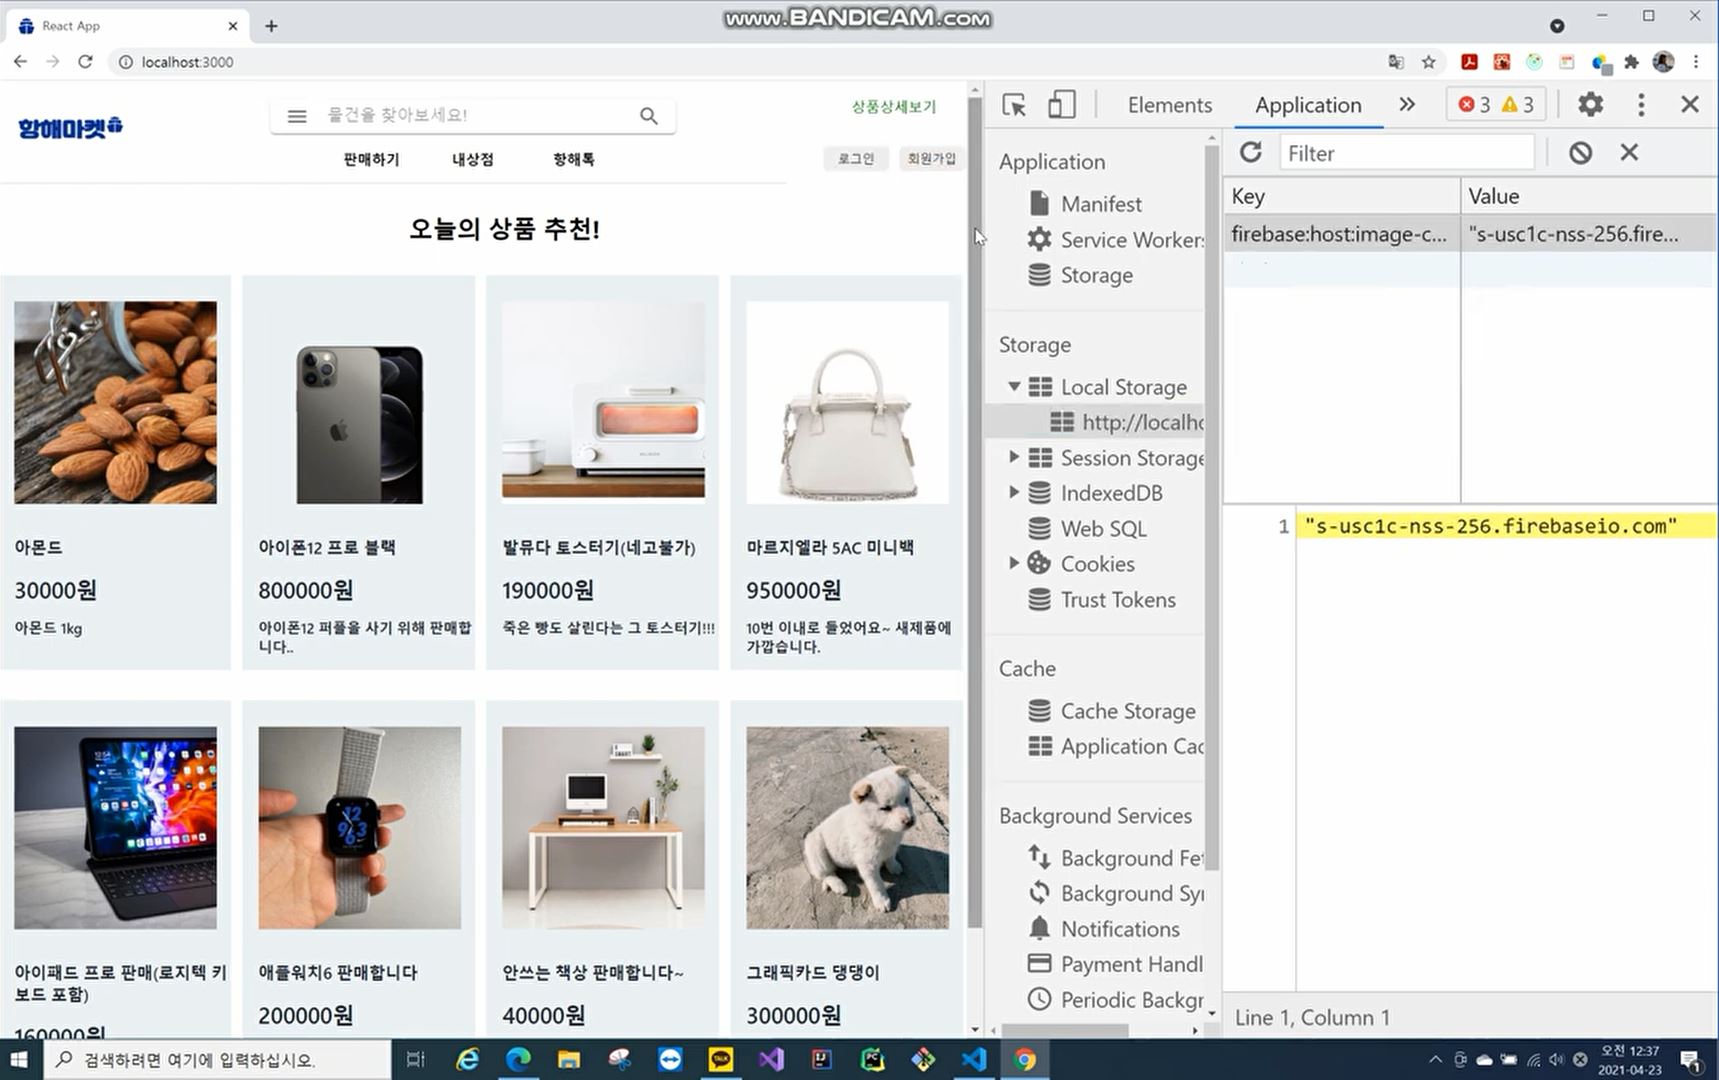 www.BANDICAM.com
React App
localhost:3000
항해마켓
물건을 찾아보세요!
상품상세보기
판매하기
내상점
항해톡
로그인
회원가입
오늘의 상품 추천!
아몬드
30000원
아몬드 1kg
아이폰12 프로 블랙
800000원
아이폰12 퍼플을 사기 위해 판매합
니다..
발뮤다 토스터기(네고불가)
190000원
죽은 빵도 살린다는 그 토스터기!!!
마르지엘라 5AC 미니백
950000원
10번 이내로 들었어요~ 새제품에
가깝습니다.
아이패드 프로 판매(로지텍 키
보드 포함)
160000원
애플워치6 판매합니다
200000원
안쓰는 책상 판매합니다~
40000원
그래픽카드 댕댕이
300000원
Elements
Application
3
3
Application
Manifest
Service Workers
Storage
Storage
Local Storage
http://localho
Session Storage
IndexedDB
Web SQL
Cookies
Trust Tokens
Cache
Cache Storage
Application Cac
Background Services
Background Fet
Background Syn
Notifications
Payment Handl
Periodic Backgr
Filter
Key
Value
firebase:host:image-c...
"s-usc1c-nss-256.fire...
1
"s-usc1c-nss-256.firebaseio.com"
Line 1, Column 1
검색하려면 여기에 입력하십시오.
TALK
오전 12:37
2021-04-23
1